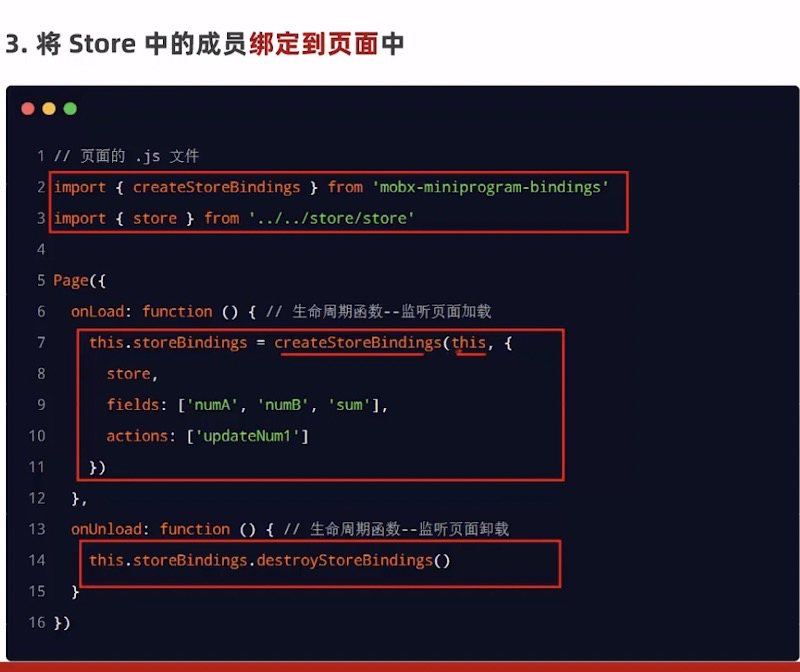 3. 将 Store 中的成员绑定到页面中
1 // 页面的 .js 文件
2 import { createStoreBindings } from 'mobx-miniprogram-bindings'
3 import { store } from '../../store/store'
4
5 Page({
6   onLoad: function () { // 生命周期函数--监听页面加载
7     this.storeBindings = createStoreBindings(this, {
8       store,
9       fields: ['numA', 'numB', 'sum'],
10       actions: ['updateNum1']
11     })
12   },
13   onUnload: function () { // 生命周期函数--监听页面卸载
14     this.storeBindings.destroyStoreBindings()
15   }
16 })